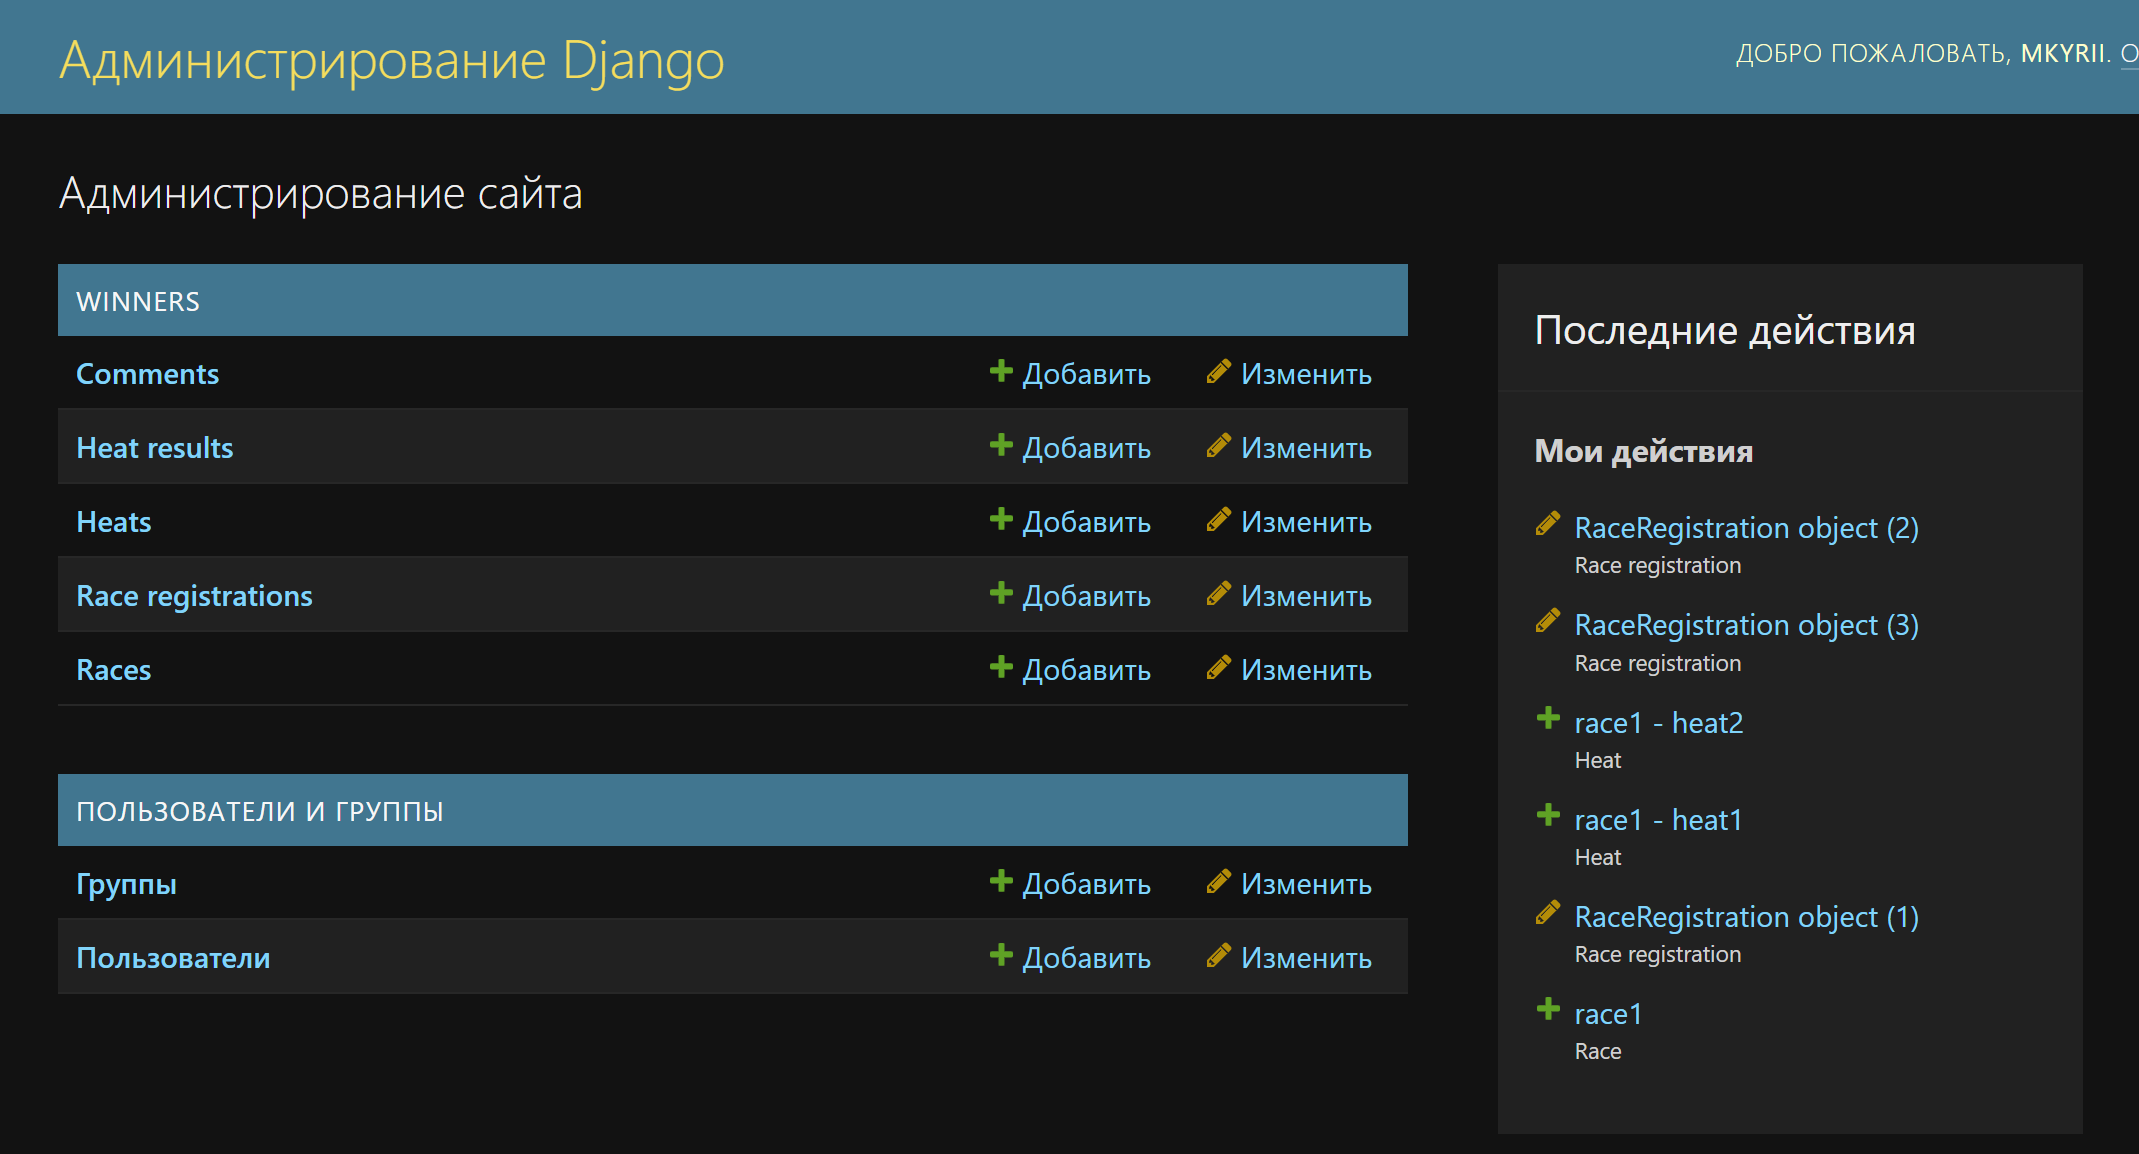 Администрирование Django
ДОБРО ПОЖАЛОВАТЬ, MKYRII. О
Администрирование сайта
WINNERS
Comments Добавить Изменить
Heat results Добавить Изменить
Heats Добавить Изменить
Race registrations Добавить Изменить
Races Добавить Изменить
ПОЛЬЗОВАТЕЛИ И ГРУППЫ
Группы Добавить Изменить
Пользователи Добавить Изменить
Последние действия
Мои действия
RaceRegistration object (2)
Race registration
RaceRegistration object (3)
Race registration
race1 - heat2
Heat
race1 - heat1
Heat
RaceRegistration object (1)
Race registration
race1
Race